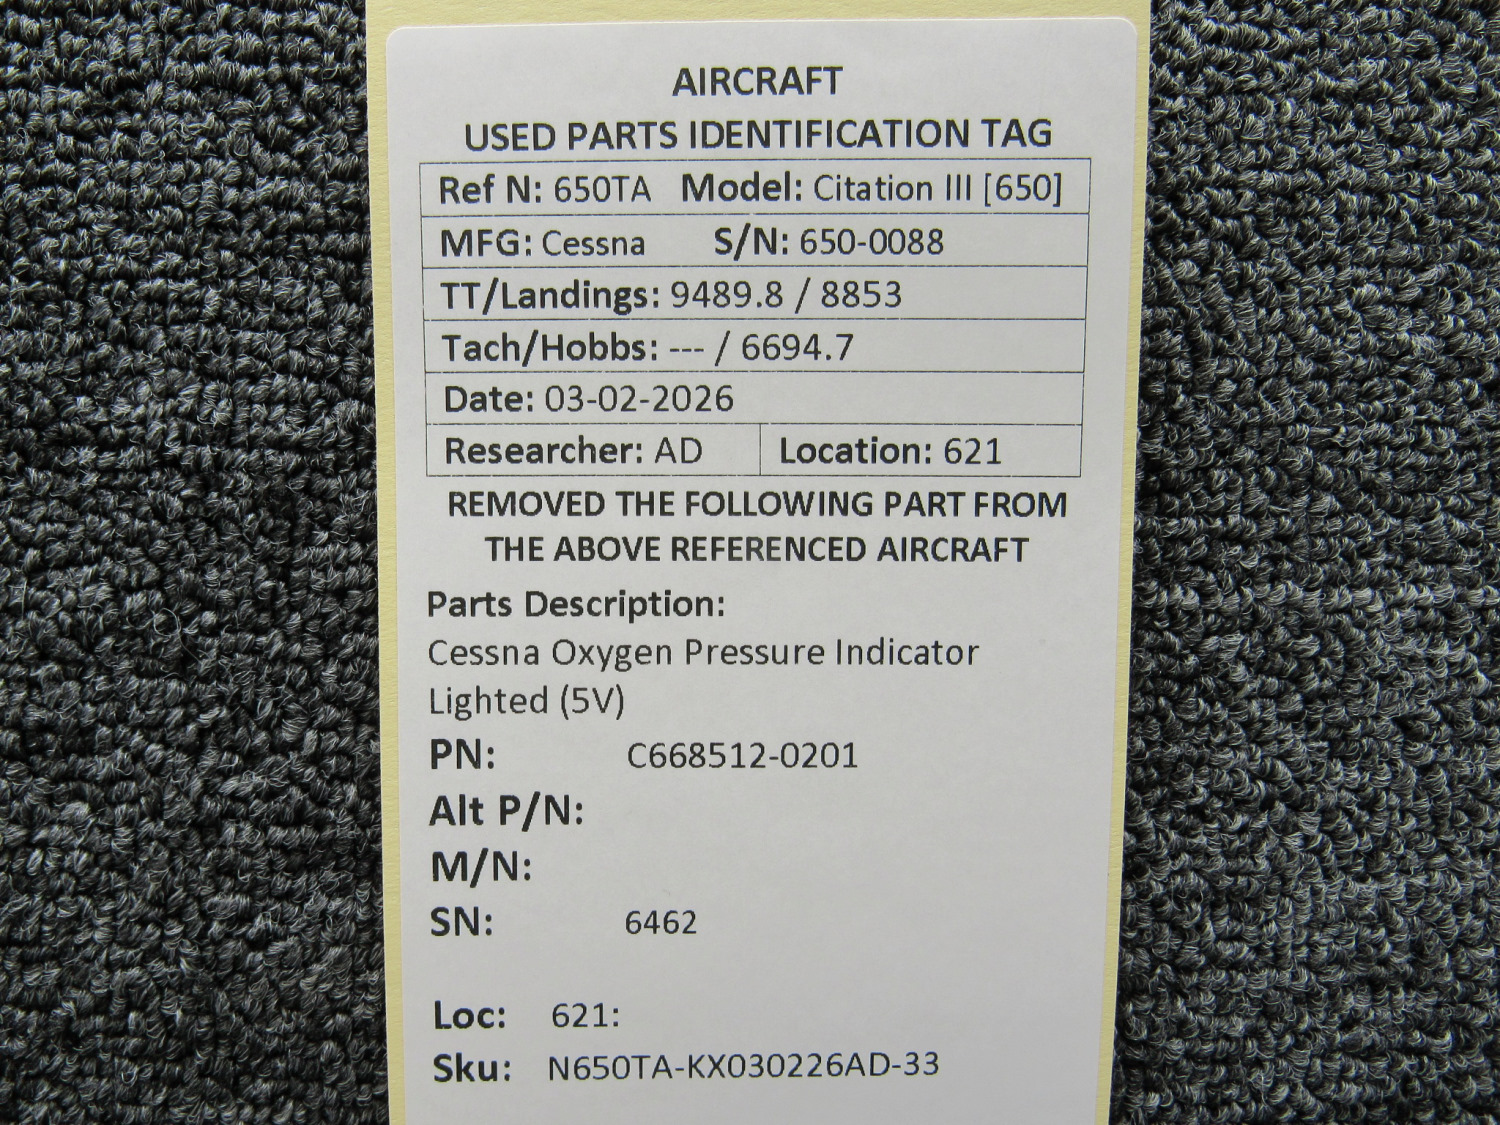 AIRCRAFT
USED PARTS IDENTIFICATION TAG
Ref N: 650TA Model: Citation III [650]
MFG: Cessna S/N: 650-0088
TT/Landings: 9489.8 / 8853
Tach/Hobbs: --- / 6694.7
Date: 03-02-2026
Researcher: AD Location: 621
REMOVED THE FOLLOWING PART FROM
THE ABOVE REFERENCED AIRCRAFT
Parts Description:
Cessna Oxygen Pressure Indicator
Lighted (5V)
PN: C668512-0201
Alt P/N:
M/N:
SN: 6462
Loc: 621:
Sku: N650TA-KX030226AD-33